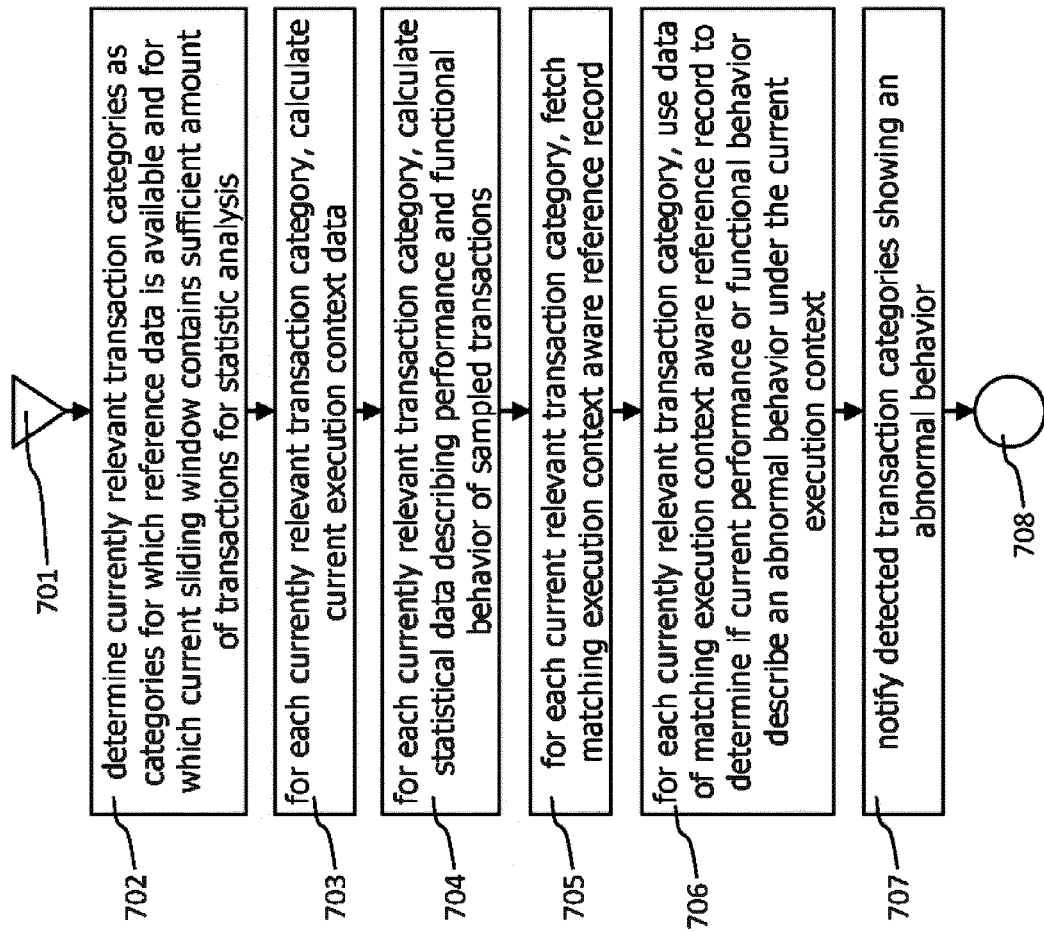 701
702
determine currently relevant transaction categories as
categories for which reference data is available and for
which current sliding window contains sufficient amount
of transactions for statistic analysis
703
for each currently relevant transaction category, calculate
current execution context data
704
for each currently relevant transaction category, calculate
statistical data describing performance and functional
behavior of sampled transactions
705
for each current relevant transaction category, fetch
matching execution context aware reference record
706
for each currently relevant transaction category, use data
of matching execution context aware reference record to
determine if current performance or functional behavior
describe an abnormal behavior under the current
execution context
707
notify detected transaction categories showing an
abnormal behavior
708